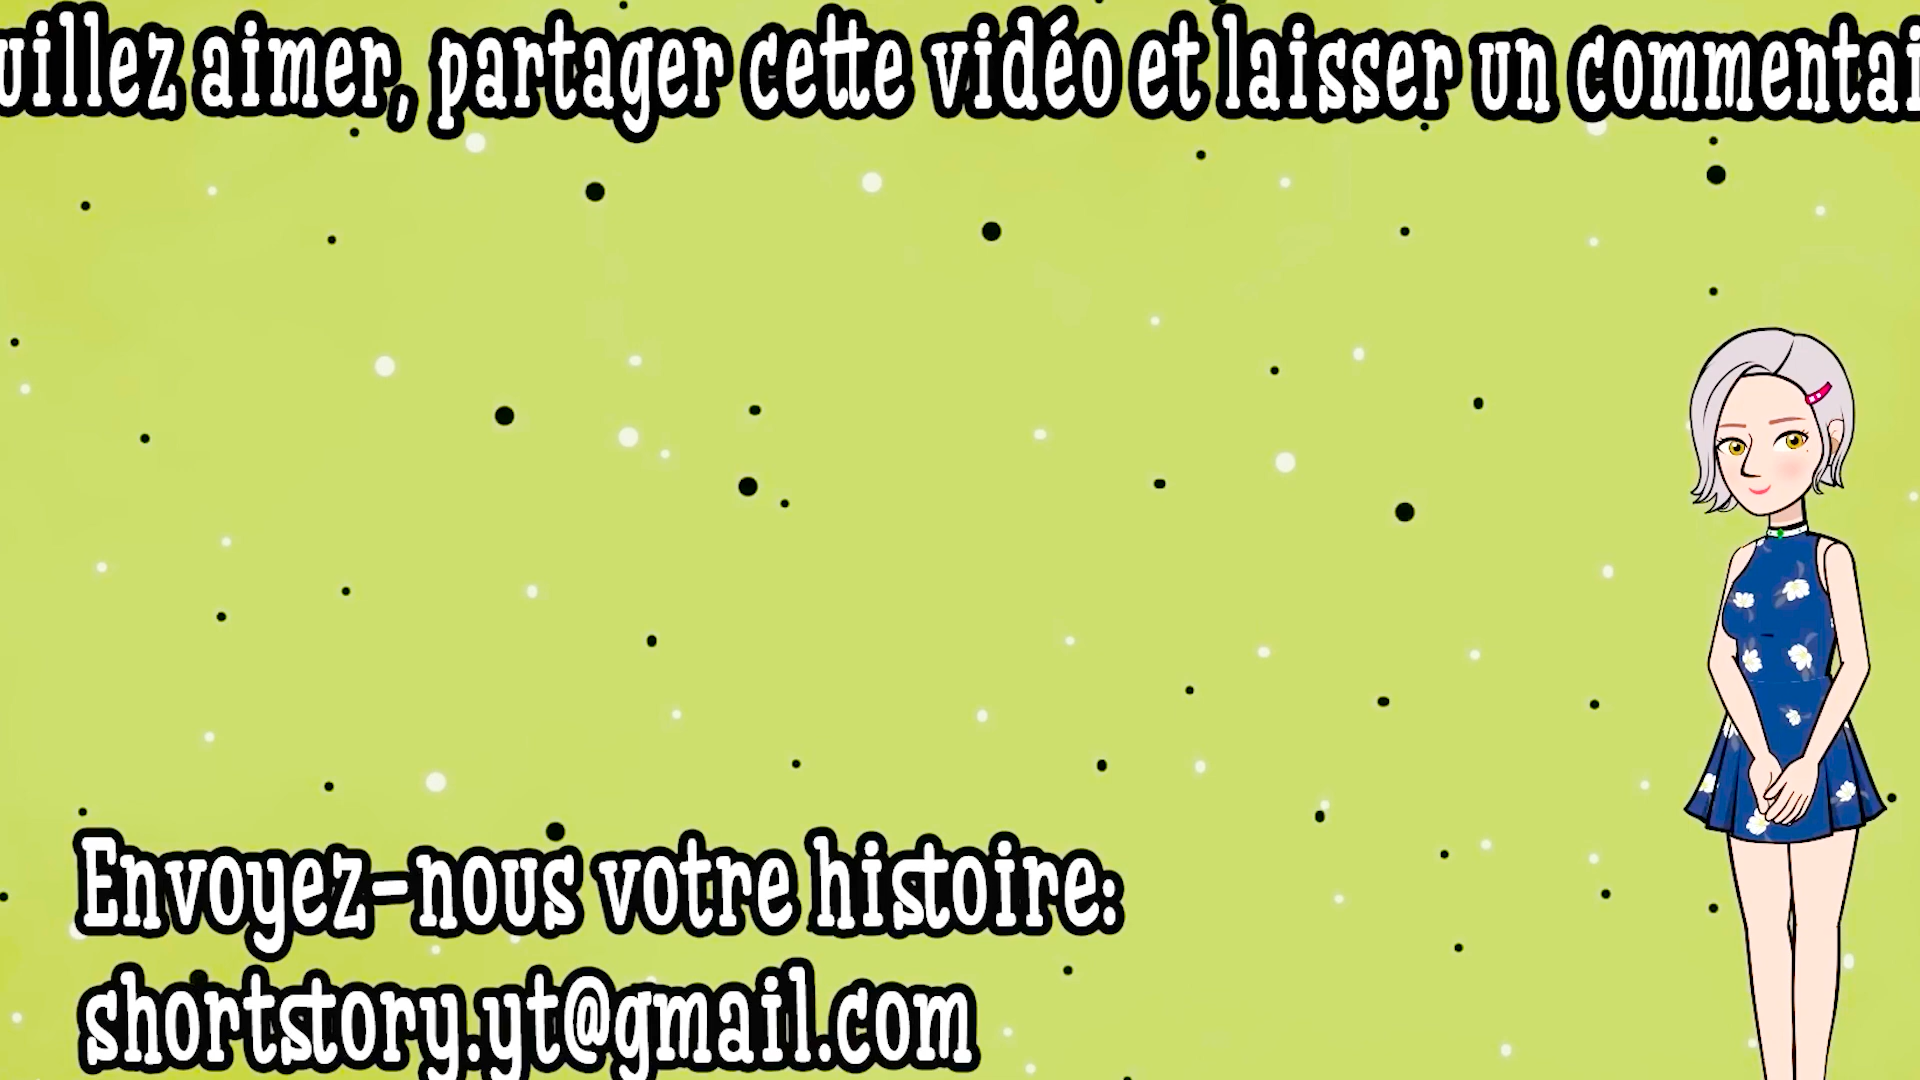 uillez aimer, partager cette vidéo et laisser un commentai
Envoyez-nous votre histoire:
shortstory.yt@gmail.com